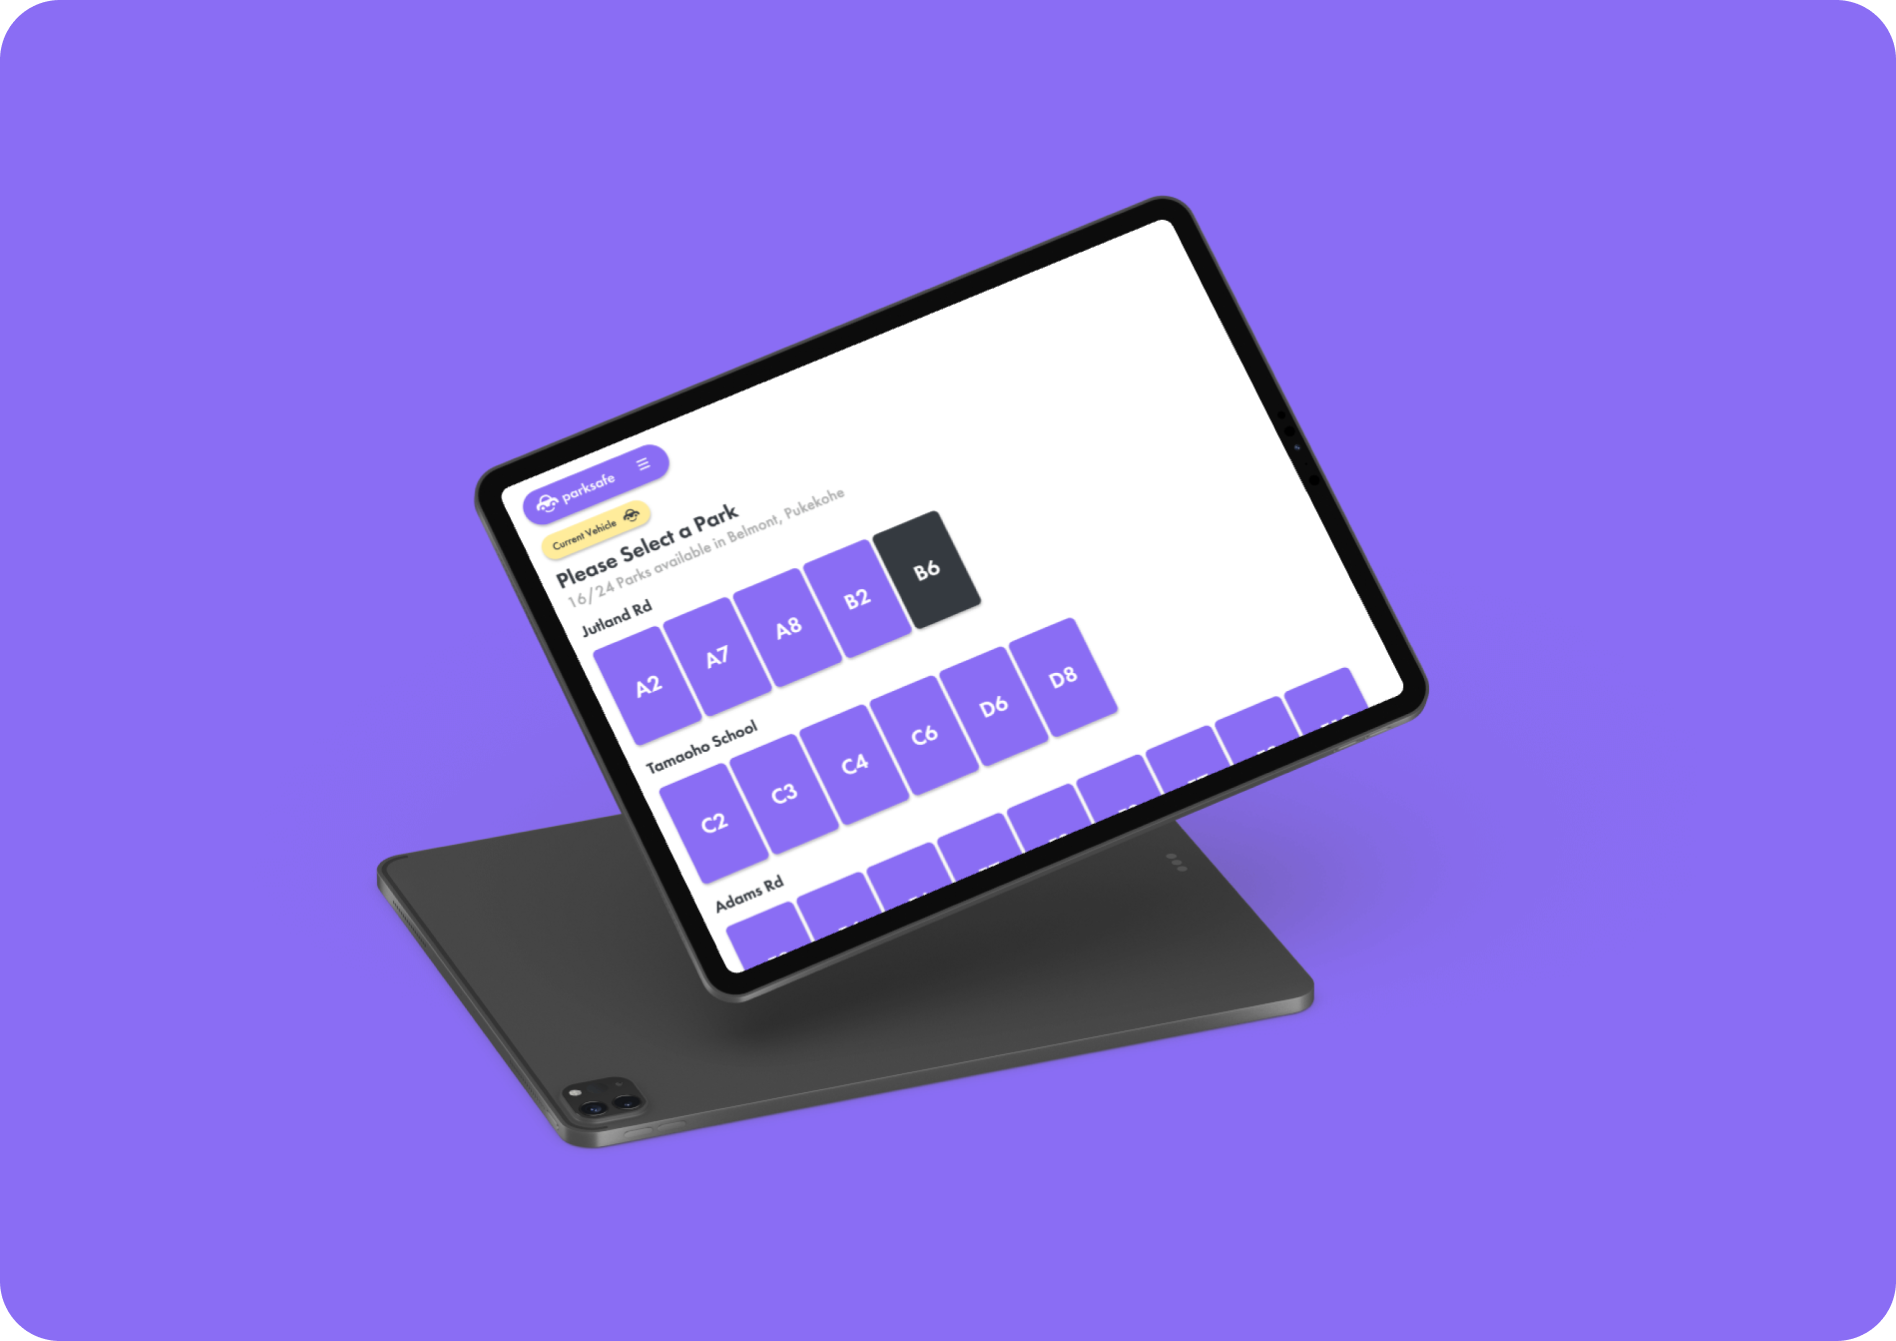 parksafe
Current Vehicle
Please Select a Park
16/24 Parks available in Belmont, Pukekohe
Jutland Rd
A2 A7 A8 B2 B6
Tamaoho School
C2 C3 C4 C6 D6 D8
Adams Rd